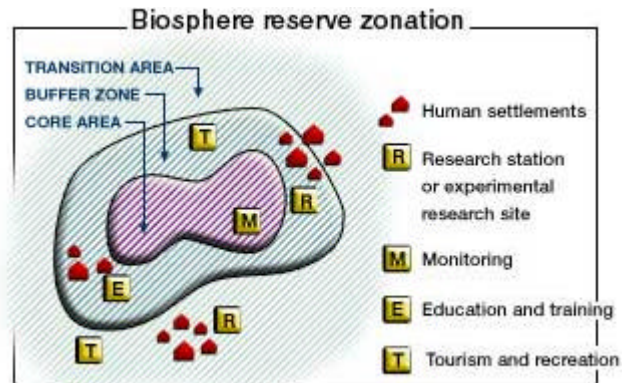 Biosphere reserve zonation
TRANSITION AREA
BUFFER ZONE
CORE AREA
T
R
M
E
R
T
Human settlements
R Research station
or experimental
research site
M Monitoring
E Education and training
T Tourism and recreation